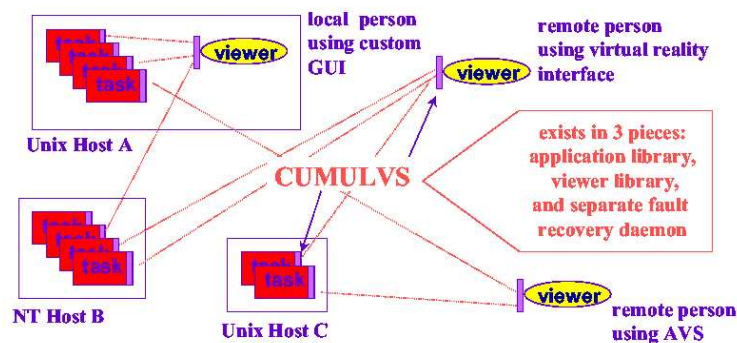 local person
using custom
GUI
viewer
task
task
task
task
Unix Host A
remote person
using virtual reality
interface
viewer
exists in 3 pieces:
application library,
viewer library,
and separate fault
recovery daemon
CUMULVS
task
task
task
task
NT Host B
task
task
Unix Host C
viewer
remote person
using AVS